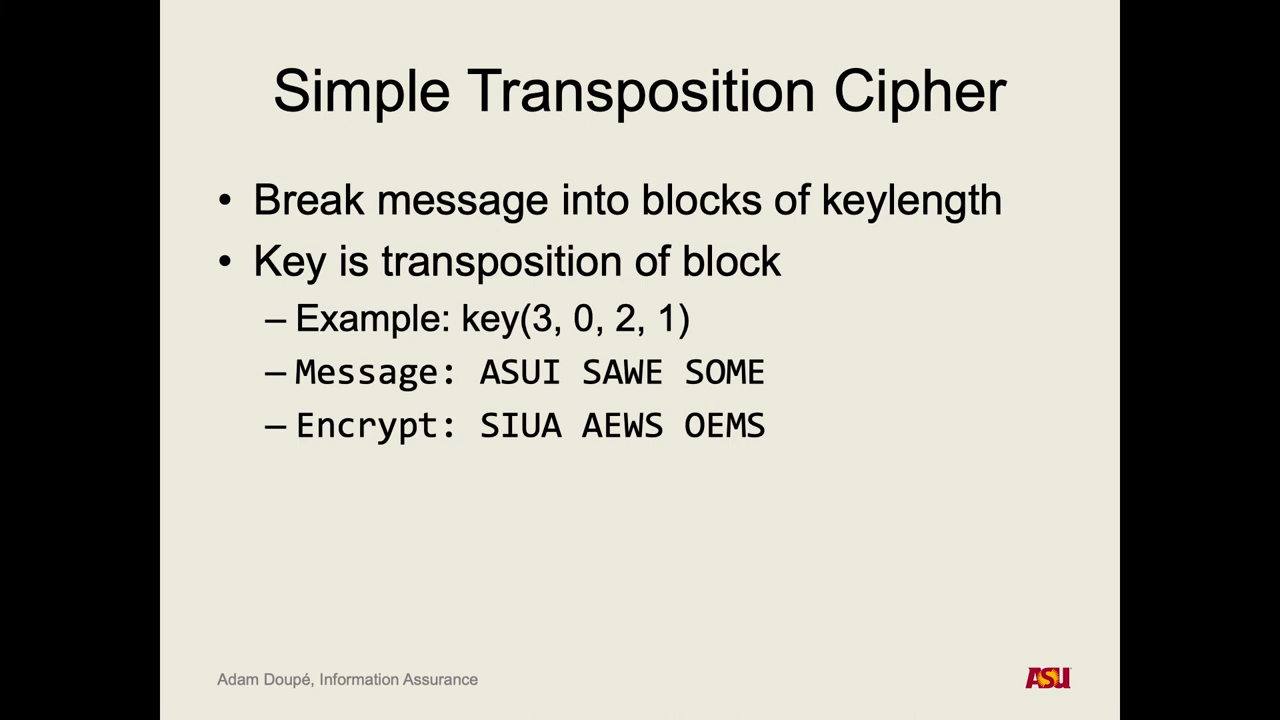 Simple Transposition Cipher
• Break message into blocks of keylength
• Key is transposition of block
– Example: key(3, 0, 2, 1)
– Message: ASUI SAWE SOME
– Encrypt: SIUA AEWS OEMS
Adam Doupé, Information Assurance
ASU